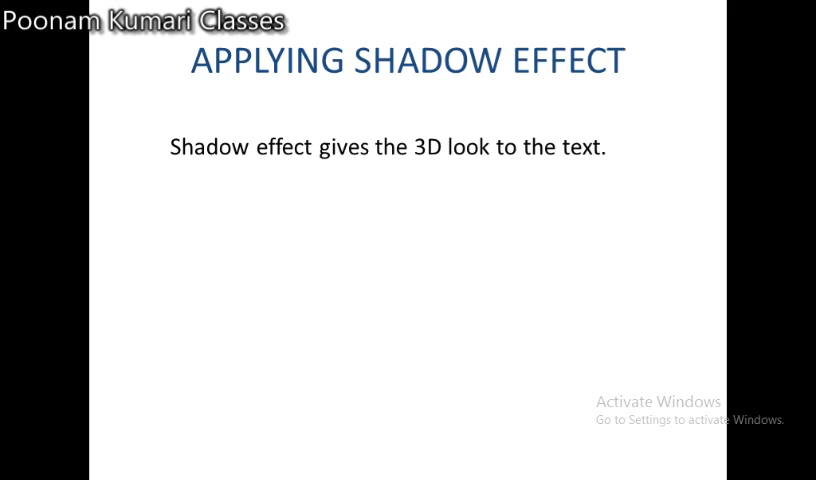 Poonam Kumari Classes
APPLYING SHADOW EFFECT
Shadow effect gives the 3D look to the text.
Activate Windows
Go to Settings to activate Windows.